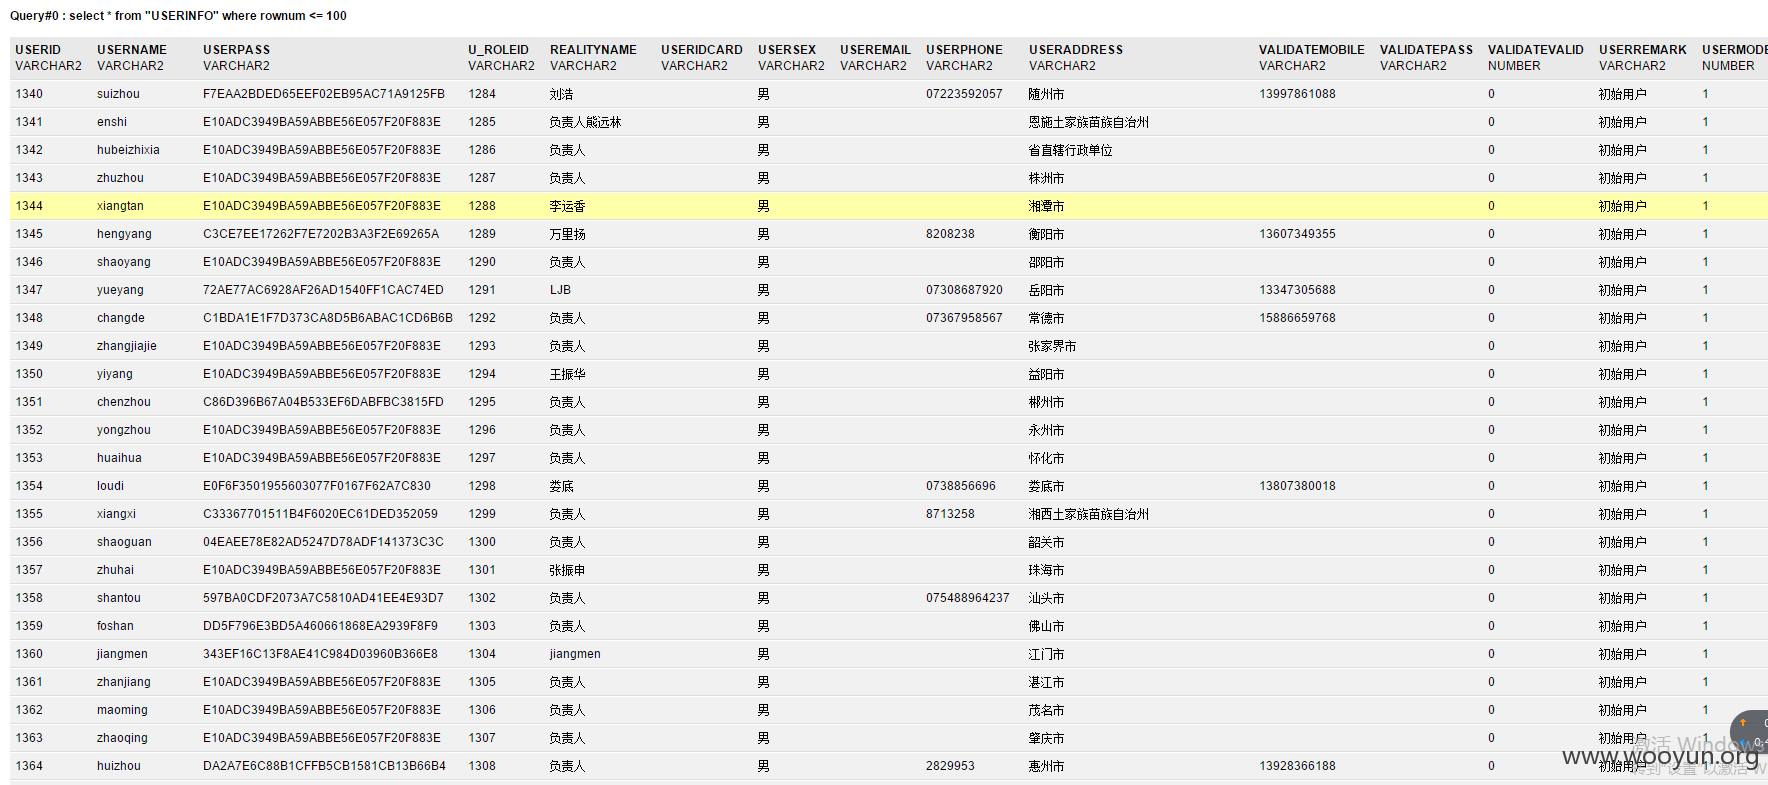 Query#0 : select * from "USERINFO" where rownum <= 100
USERID USERNAME USERPASS U_ROLEID REALITYNAME USERIDCARD USERSEX USEREMAIL USERPHONE USERADDRESS VALIDATEMOBILE VALIDATEPASS VALIDATEVALID USERREMARK USERMODE
VARCHAR2 VARCHAR2 VARCHAR2 VARCHAR2 VARCHAR2 VARCHAR2 VARCHAR2 VARCHAR2 VARCHAR2 VARCHAR2 VARCHAR2 VARCHAR2 NUMBER VARCHAR2 NUMBER
1340 suizhou F7EAA2BDED65EEF02EB95AC71A9125FB 1284 刘浩 男 07223592057 随州市 13997861088 0 初始用户 1
1341 enshi E10ADC3949BA59ABBE56E057F20F883E 1285 负责人熊远林 男 恩施土家族苗族自治州 0 初始用户 1
1342 hubeizhixia E10ADC3949BA59ABBE56E057F20F883E 1286 负责人 男 省直辖行政单位 0 初始用户 1
1343 zhuzhou E10ADC3949BA59ABBE56E057F20F883E 1287 负责人 男 株洲市 0 初始用户 1
1344 xiangtan E10ADC3949BA59ABBE56E057F20F883E 1288 李运香 男 湘潭市 0 初始用户 1
1345 hengyang C3CE7EE17262F7E7202B3A3F2E69265A 1289 万里扬 男 8208238 衡阳市 13607349355 0 初始用户 1
1346 shaoyang E10ADC3949BA59ABBE56E057F20F883E 1290 负责人 男 邵阳市 0 初始用户 1
1347 yueyang 72AE77AC6928AF26AD1540FF1CAC74ED 1291 LJB 男 07308687920 岳阳市 13347305688 0 初始用户 1
1348 changde C1BDA1E1F7D373CA8D5B6ABAC1CD6B6B 1292 负责人 男 07367958567 常德市 15886659768 0 初始用户 1
1349 zhangjiajie E10ADC3949BA59ABBE56E057F20F883E 1293 负责人 男 张家界市 0 初始用户 1
1350 yiyang E10ADC3949BA59ABBE56E057F20F883E 1294 王振华 男 益阳市 0 初始用户 1
1351 chenzhou C86D396B67A04B533EF6DABFBC3815FD 1295 负责人 男 郴州市 0 初始用户 1
1352 yongzhou E10ADC3949BA59ABBE56E057F20F883E 1296 负责人 男 永州市 0 初始用户 1
1353 huaihua E10ADC3949BA59ABBE56E057F20F883E 1297 负责人 男 怀化市 0 初始用户 1
1354 loudi E0F6F3501955603077F0167F62A7C830 1298 娄底 男 0738856696 娄底市 13807380018 0 初始用户 1
1355 xiangxi C33367701511B4F6020EC61DED352059 1299 负责人 男 8713258 湘西土家族苗族自治州 0 初始用户 1
1356 shaoguan 04EAEE78E82AD5247D78ADF141373C3C 1300 负责人 男 韶关市 0 初始用户 1
1357 zhuhai E10ADC3949BA59ABBE56E057F20F883E 1301 张振申 男 珠海市 0 初始用户 1
1358 shantou 597BA0CDF2073A7C5810AD41EE4E93D7 1302 负责人 男 075488964237 汕头市 0 初始用户 1
1359 foshan DD5F796E3BD5A460661868EA2939F8F9 1303 负责人 男 佛山市 0 初始用户 1
1360 jiangmen 343EF16C13F8AE41C984D03960B366E8 1304 jiangmen 男 江门市 0 初始用户 1
1361 zhanjiang E10ADC3949BA59ABBE56E057F20F883E 1305 负责人 男 湛江市 0 初始用户 1
1362 maoming E10ADC3949BA59ABBE56E057F20F883E 1306 负责人 男 茂名市 0 初始用户 1
1363 zhaoqing E10ADC3949BA59ABBE56E057F20F883E 1307 负责人 男 肇庆市 0 初始用户 1
激活 Windows
1364 huizhou DA2A7E6C88B1CFFB5CB1581CB13B66B4 1308 负责人 男 2829953 惠州市 13928366188 0 初始用户 1
www.wooyun.org